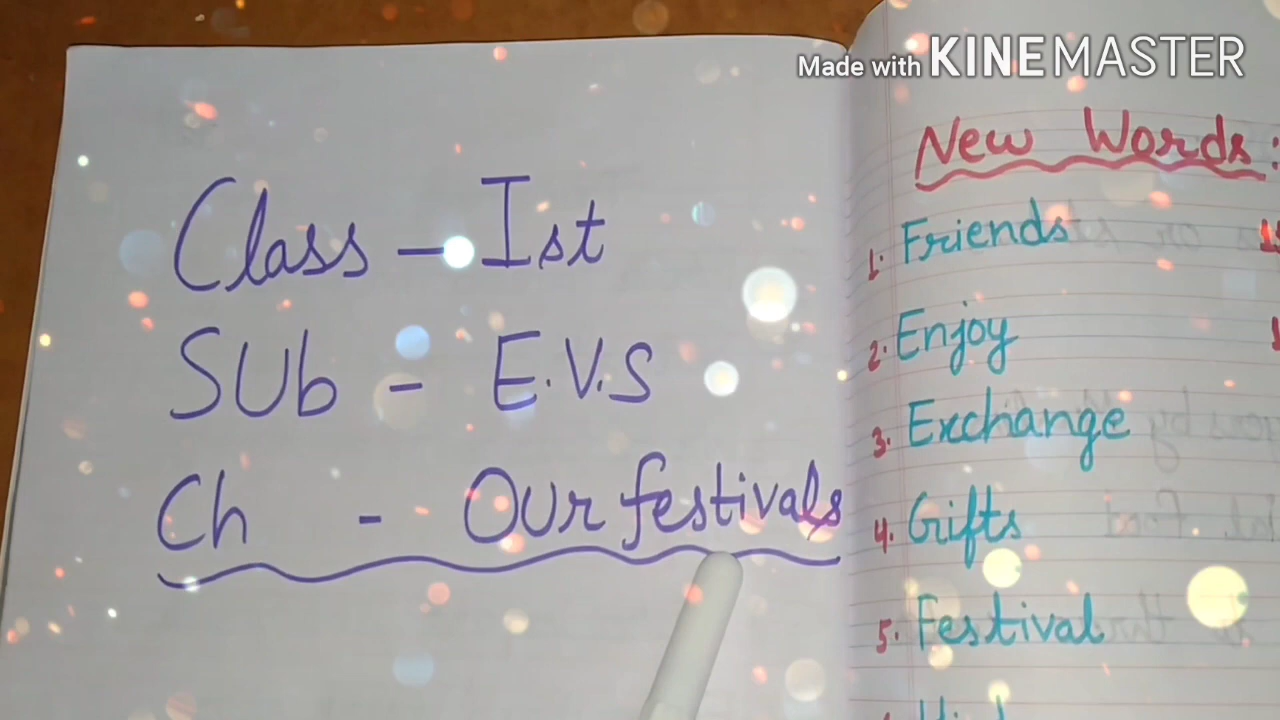 Made with KINEMASTER
Class - Ist
SUb - E.V.S
Ch - OUr festivals
New Words:
1. Friends
2. Enjoy
3. Exchange
4. Gifts
5. Festival